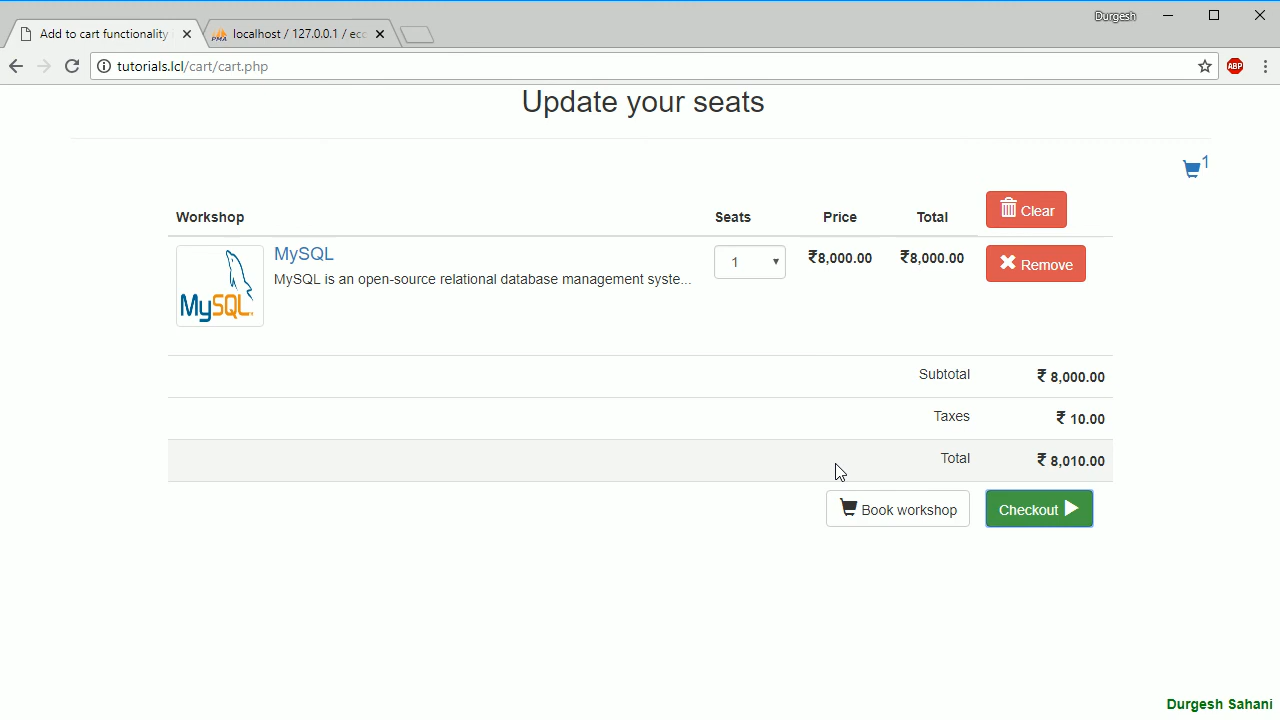 Durgesh
Add to cart functionality
localhost / 127.0.0.1 / ecc
tutorials.lcl/cart/cart.php
ABP
Update your seats
1
Workshop Seats Price Total Clear
MySQL
MySQL is an open-source relational database management syste...
1 ₹8,000.00 ₹8,000.00 Remove
MySQL
Subtotal ₹ 8,000.00
Taxes ₹ 10.00
Total ₹ 8,010.00
Book workshop Checkout
Durgesh Sahani